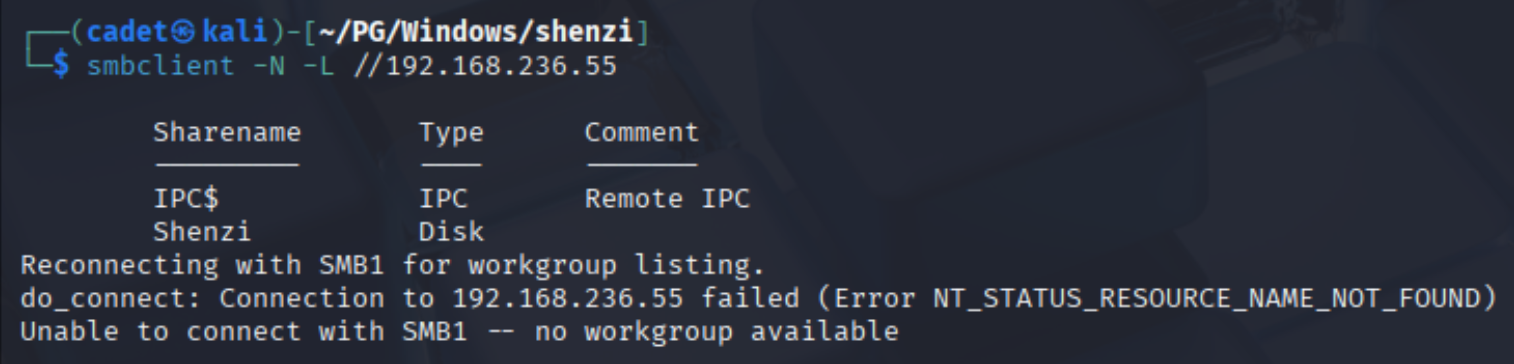 ┌──(cadet㉿kali)-[~/PG/Windows/shenzi]
└─$ smbclient -N -L //192.168.236.55
Sharename Type Comment
--------- ---- -------
IPC$ IPC Remote IPC
Shenzi Disk
Reconnecting with SMB1 for workgroup listing.
do_connect: Connection to 192.168.236.55 failed (Error NT_STATUS_RESOURCE_NAME_NOT_FOUND)
Unable to connect with SMB1 -- no workgroup available